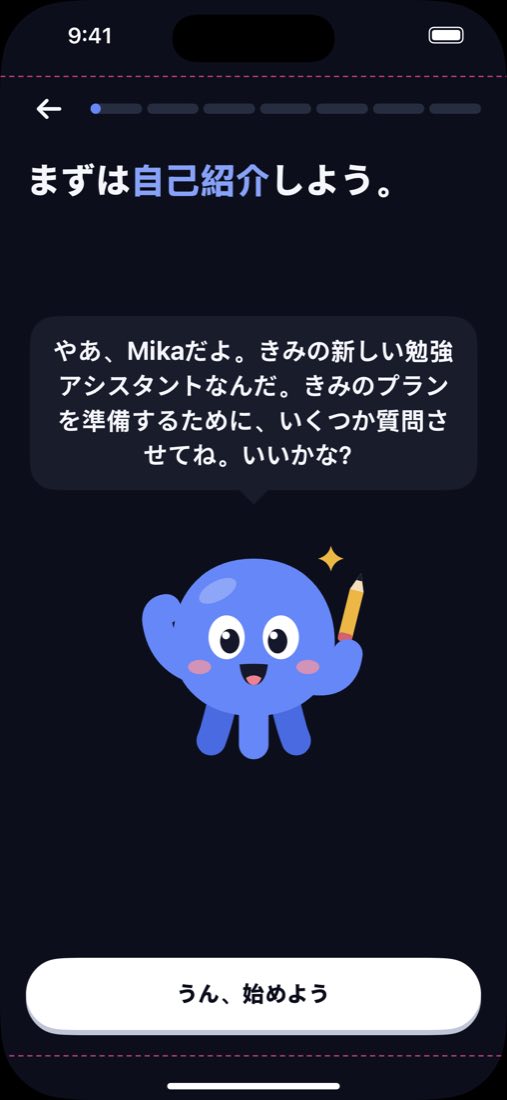 9:41
まずは自己紹介しよう。
やあ、Mikaだよ。きみの新しい勉強
アシスタントなんだ。きみのプラン
を準備するために、いくつか質問さ
せてね。いいかな?
うん、始めよう